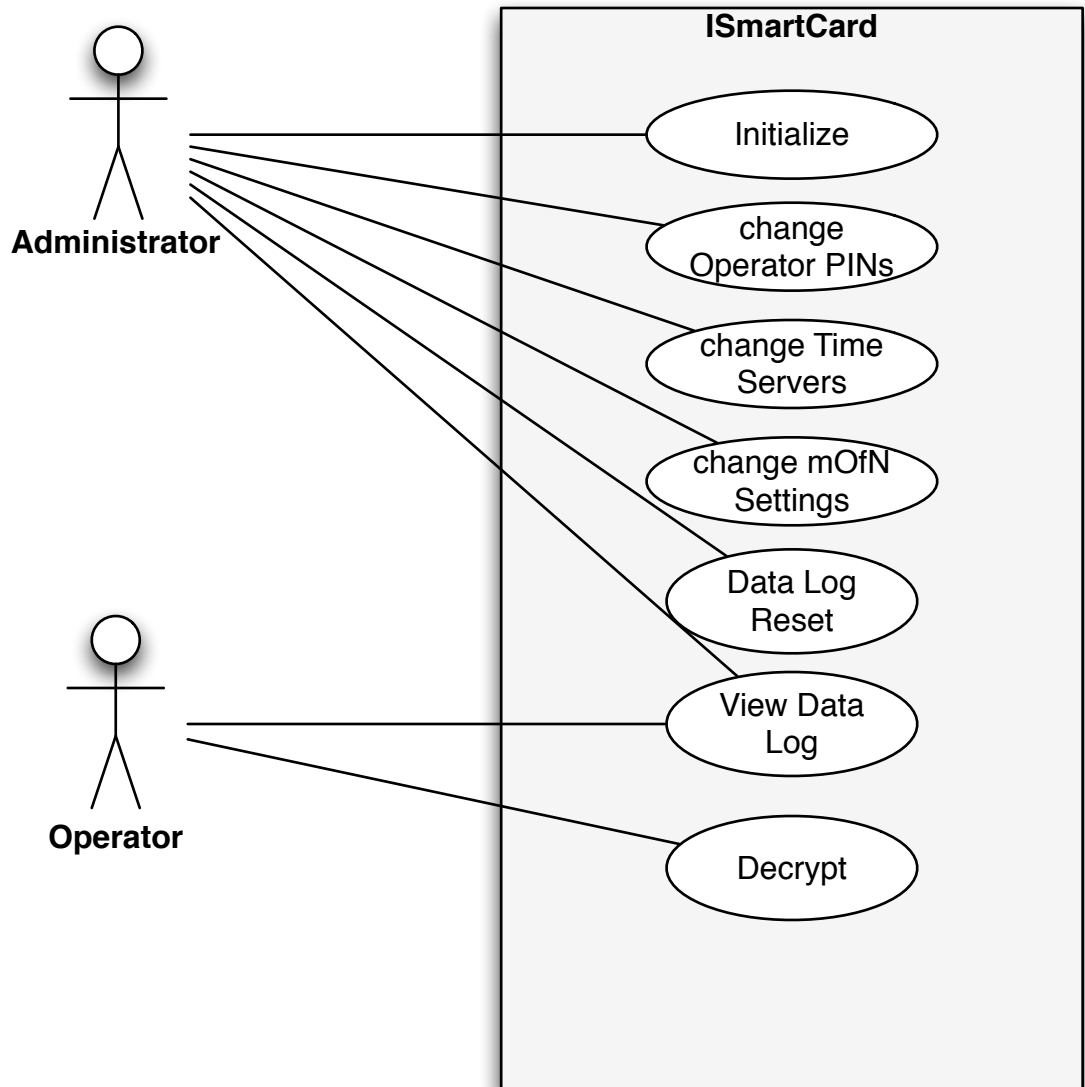 ISmartCard
Initialize
change
Operator PINs
Administrator
change Time
Servers
change mOfN
Settings
Data Log
Reset
View Data
Log
Operator
Decrypt